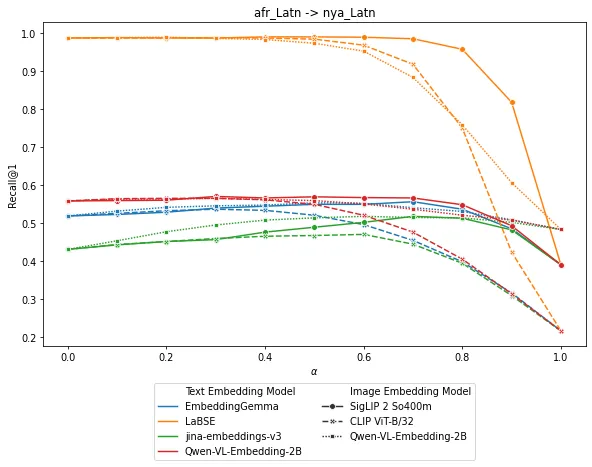 afr_Latn -> nya_Latn
Recall@1
1.0
0.9
0.8
0.7
0.6
0.5
0.4
0.3
0.2
0.0 0.2 0.4 0.6 0.8 1.0
α
Text Embedding Model Image Embedding Model
EmbeddingGemma SigLIP 2 So400m
LaBSE CLIP ViT-B/32
jina-embeddings-v3 Qwen-VL-Embedding-2B
Qwen-VL-Embedding-2B